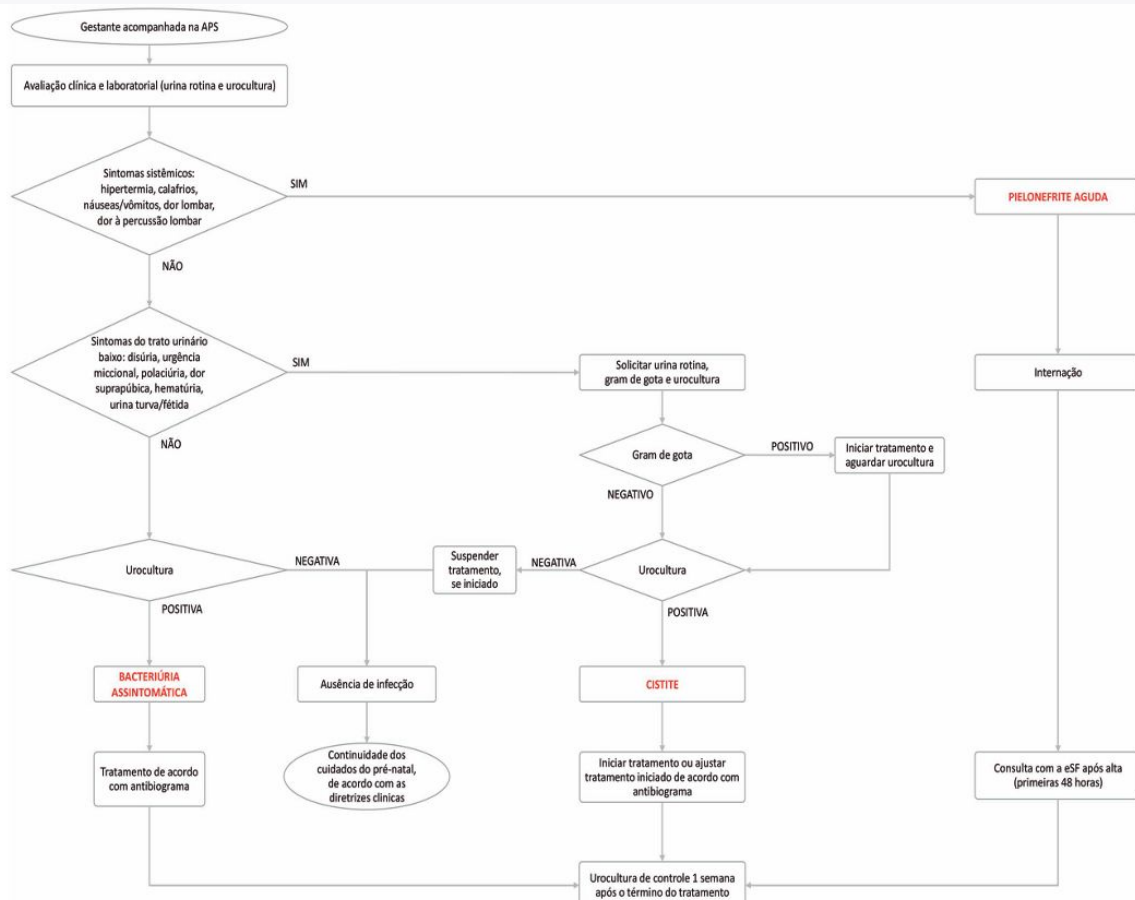 Gestante acompanhada na APS
Avaliação clínica e laboratorial (urina rotina e urocultura)
Sintomas sistêmicos:
hipertermia, calafrios,
náuseas/vômitos, dor lombar,
dor à percussão lombar
SIM
PIELONEFRITE AGUDA
NÃO
Sintomas do trato urinário
baixo: disúria, urgência
miccional, polaciúria, dor
suprapúbica, hematúria,
urina turva/fétida
SIM
Solicitar urina rotina,
gram de gota e urocultura
Internação
NÃO
Gram de gota
POSITIVO
Iniciar tratamento e
aguardar urocultura
NEGATIVO
Urocultura
NEGATIVA
Suspender
tratamento,
se iniciado
NEGATIVA
Urocultura
POSITIVA
POSITIVA
BACTERIÚRIA
ASSINTOMÁTICA
Ausência de infecção
CISTITE
Tratamento de acordo
com antibiograma
Continuidade dos
cuidados do pré-natal,
de acordo com as
diretrizes clinicas
Iniciar tratamento ou ajustar
tratamento iniciado de acordo com
antibiograma
Consulta com a eSF após alta
(primeiras 48 horas)
Urocultura de controle 1 semana
após o término do tratamento